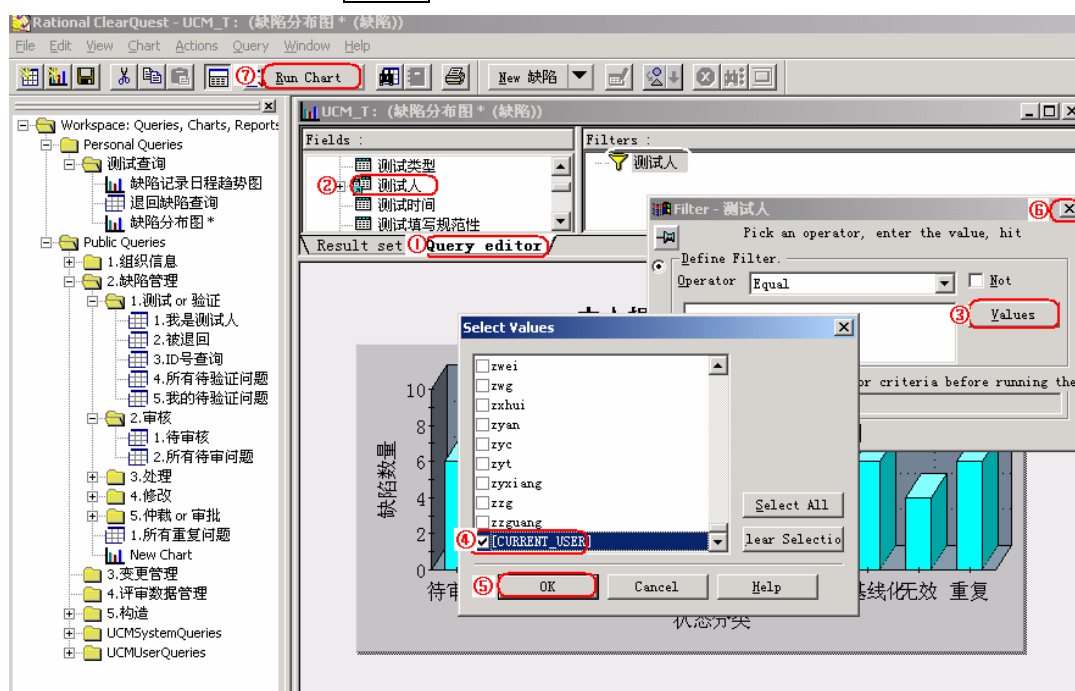 Rational ClearQuest - UCM_T: (缺陷分布图 * (缺陷))
File Edit View Chart Actions Query Window Help
⑦ Run Chart New 缺陷
Workspace: Queries, Charts, Reports
Personal Queries
测试查询
缺陷记录日程趋势图
退回缺陷查询
缺陷分布图 *
Public Queries
1.组织信息
2.缺陷管理
1.测试 or 验证
1.我是测试人
2.被退回
3.ID号查询
4.所有待验证问题
5.我的待验证问题
2.审核
1.待审核
2.所有待审问题
3.处理
4.修改
5.仲裁 or 审批
1.所有重复问题
New Chart
3.变更管理
4.评审数据管理
5.构造
UCMSystemQueries
UCMUserQueries
UCM_T: (缺陷分布图 * (缺陷))
Fields :
测试类型
② 测试人
测试时间
测试填写规范性
Result set ① Query editor
Filters :
测试人
Filter - 测试人 ⑥
Pick an operator, enter the value, hit
Define Filter.
Operator Equal Not
③ Values
or criteria before running the
Select Values
zwei
zwg
zxhui
zyan
zyc
zyt
zyxiang
zzg
zzguang
④ [CURRENT_USER]
Select All
lear Selectio
⑤ OK Cancel Help
缺陷数量
10
8
6
4
2
0
待审
基线化 无效 重复
状态分类